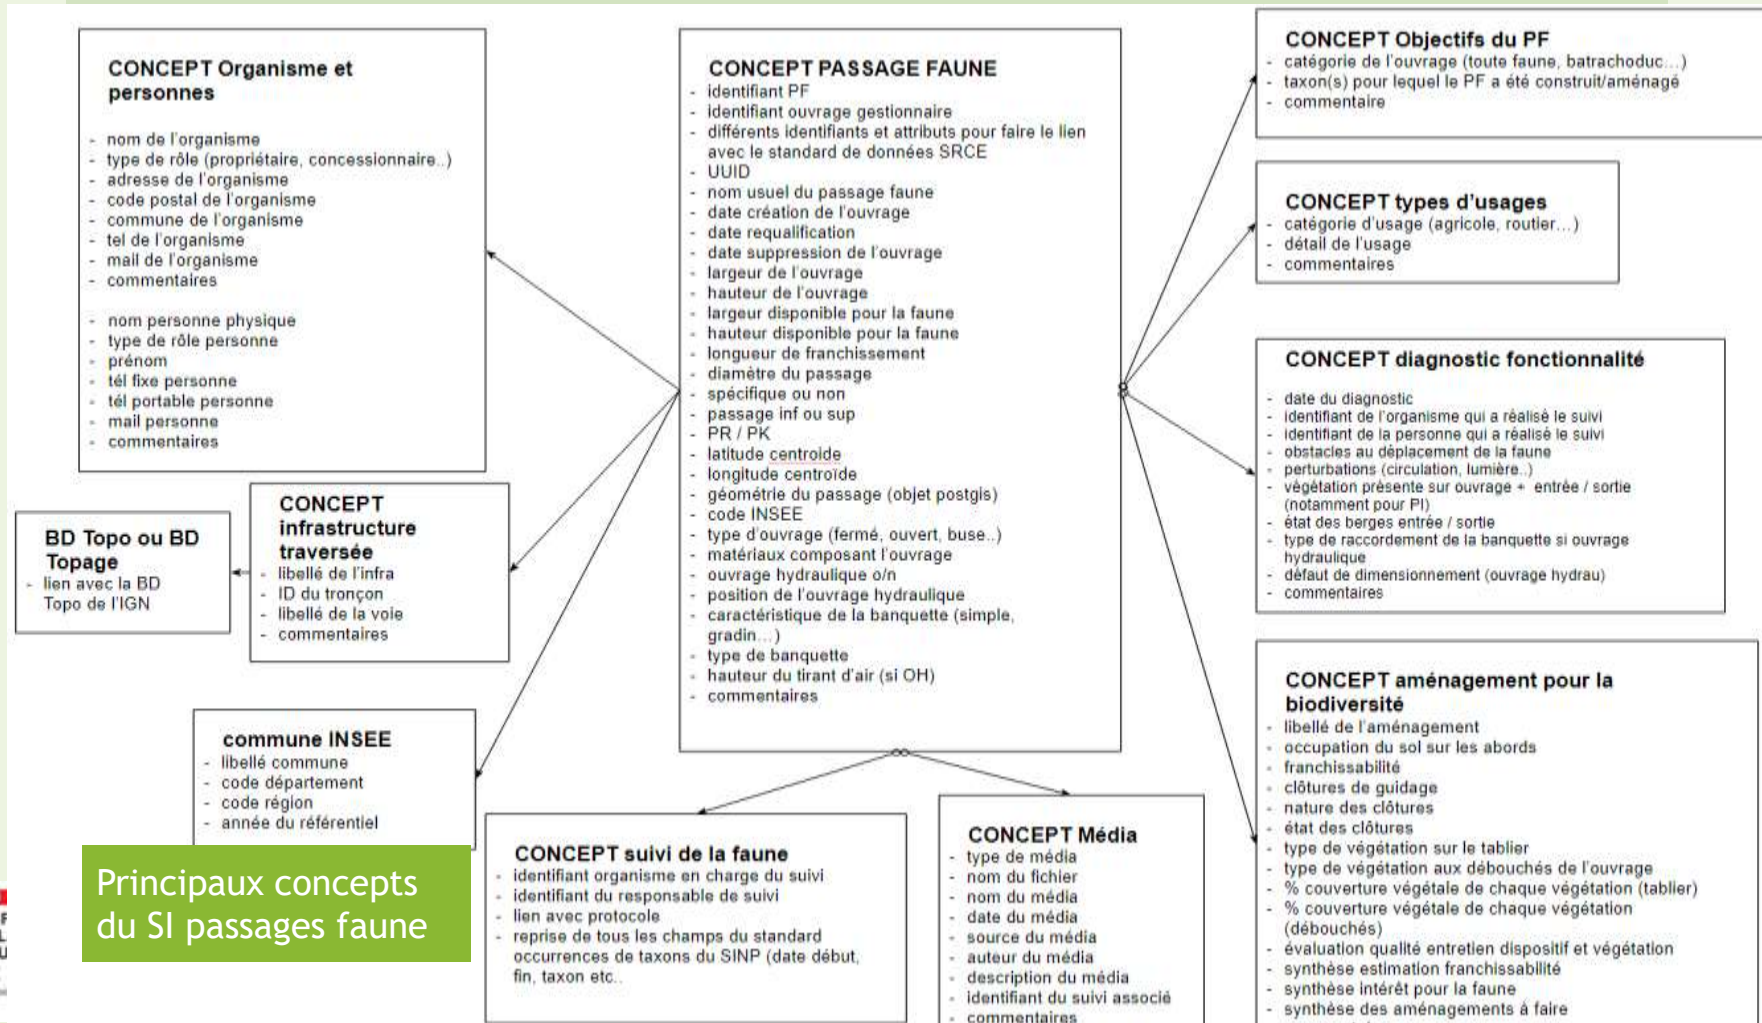 CONCEPT Organisme et
personnes
- nom de l'organisme
- type de rôle (propriétaire, concessionnaire..)
- adresse de l'organisme
- code postal de l'organisme
- commune de l'organisme
- tel de l'organisme
- mail de l'organisme
- commentaires
- nom personne physique
- type de rôle personne
- prénom
- tél fixe personne
- tél portable personne
- mail personne
- commentaires
BD Topo ou BD
Topage
- lien avec la BD
Topo de l'IGN
CONCEPT
infrastructure
traversée
- libellé de l'infra
- ID du tronçon
- libellé de la voie
- commentaires
commune INSEE
- libellé commune
- code département
- code région
- année du référentiel
Principaux concepts
du SI passages faune
CONCEPT PASSAGE FAUNE
- identifiant PF
- identifiant ouvrage gestionnaire
- différents identifiants et attributs pour faire le lien
avec le standard de données SRCE
- UUID
- nom usuel du passage faune
- date création de l'ouvrage
- date requalification
- date suppression de l'ouvrage
- largeur de l'ouvrage
- hauteur de l'ouvrage
- largeur disponible pour la faune
- hauteur disponible pour la faune
- longueur de franchissement
- diamètre du passage
- spécifique ou non
- passage inf ou sup
- PR / PK
- latitude centroide
- longitude centroïde
- géométrie du passage (objet postgis)
- code INSEE
- type d'ouvrage (fermé, ouvert, buse..)
- matériaux composant l'ouvrage
- ouvrage hydraulique o/n
- position de l'ouvrage hydraulique
- caractéristique de la banquette (simple,
gradin...)
- type de banquette
- hauteur du tirant d'air (si OH)
- commentaires
CONCEPT suivi de la faune
- identifiant organisme en charge du suivi
- identifiant du responsable de suivi
- lien avec protocole
- reprise de tous les champs du standard
occurrences de taxons du SINP (date début,
fin, taxon etc..
CONCEPT Média
- type de média
- nom du fichier
- nom du média
- date du média
- source du média
- auteur du média
- description du média
- identifiant du suivi associé
- commentaires
CONCEPT Objectifs du PF
- catégorie de l'ouvrage (toute faune, batrachoduc...)
- taxon(s) pour lequel le PF a été construit/aménagé
- commentaire
CONCEPT types d'usages
- catégorie d'usage (agricole, routier...)
- détail de l'usage
- commentaires
CONCEPT diagnostic fonctionnalité
- date du diagnostic
- identifiant de l'organisme qui a réalisé le suivi
- identifiant de la personne qui a réalisé le suivi
- obstacles au déplacement de la faune
- perturbations (circulation, lumière..)
- végétation présente sur ouvrage + entrée / sortie
(notamment pour PI)
- état des berges entrée / sortie
- type de raccordement de la banquette si ouvrage
hydraulique
- défaut de dimensionnement (ouvrage hydrau)
- commentaires
CONCEPT aménagement pour la
biodiversité
- libellé de l'aménagement
- occupation du sol sur les abords
- franchissabilité
- clôtures de guidage
- nature des clôtures
- état des clôtures
- type de végétation sur le tablier
- type de végétation aux débouchés de l'ouvrage
- % couverture végétale de chaque végétation (tablier)
- % couverture végétale de chaque végétation
(débouchés)
- évaluation qualité entretien dispositif et végétation
- synthèse estimation franchissabilité
- synthèse intérêt pour la faune
- synthèse des aménagements à faire